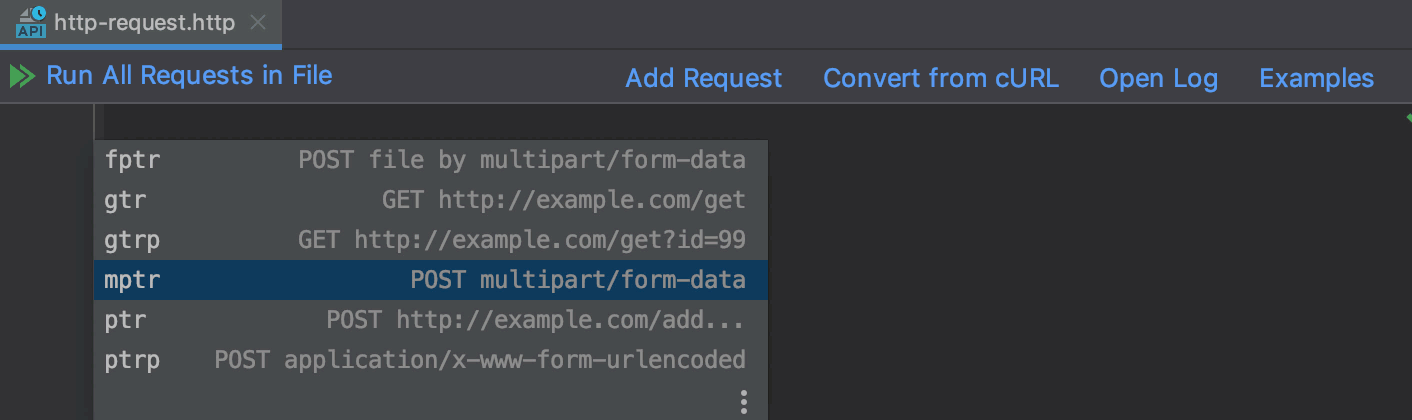 API http-request.http
Run All Requests in File Add Request Convert from cURL Open Log Examples
fptr POST file by multipart/form-data
gtr GET http://example.com/get
gtrp GET http://example.com/get?id=99
mptr POST multipart/form-data
ptr POST http://example.com/add...
ptrp POST application/x-www-form-urlencoded